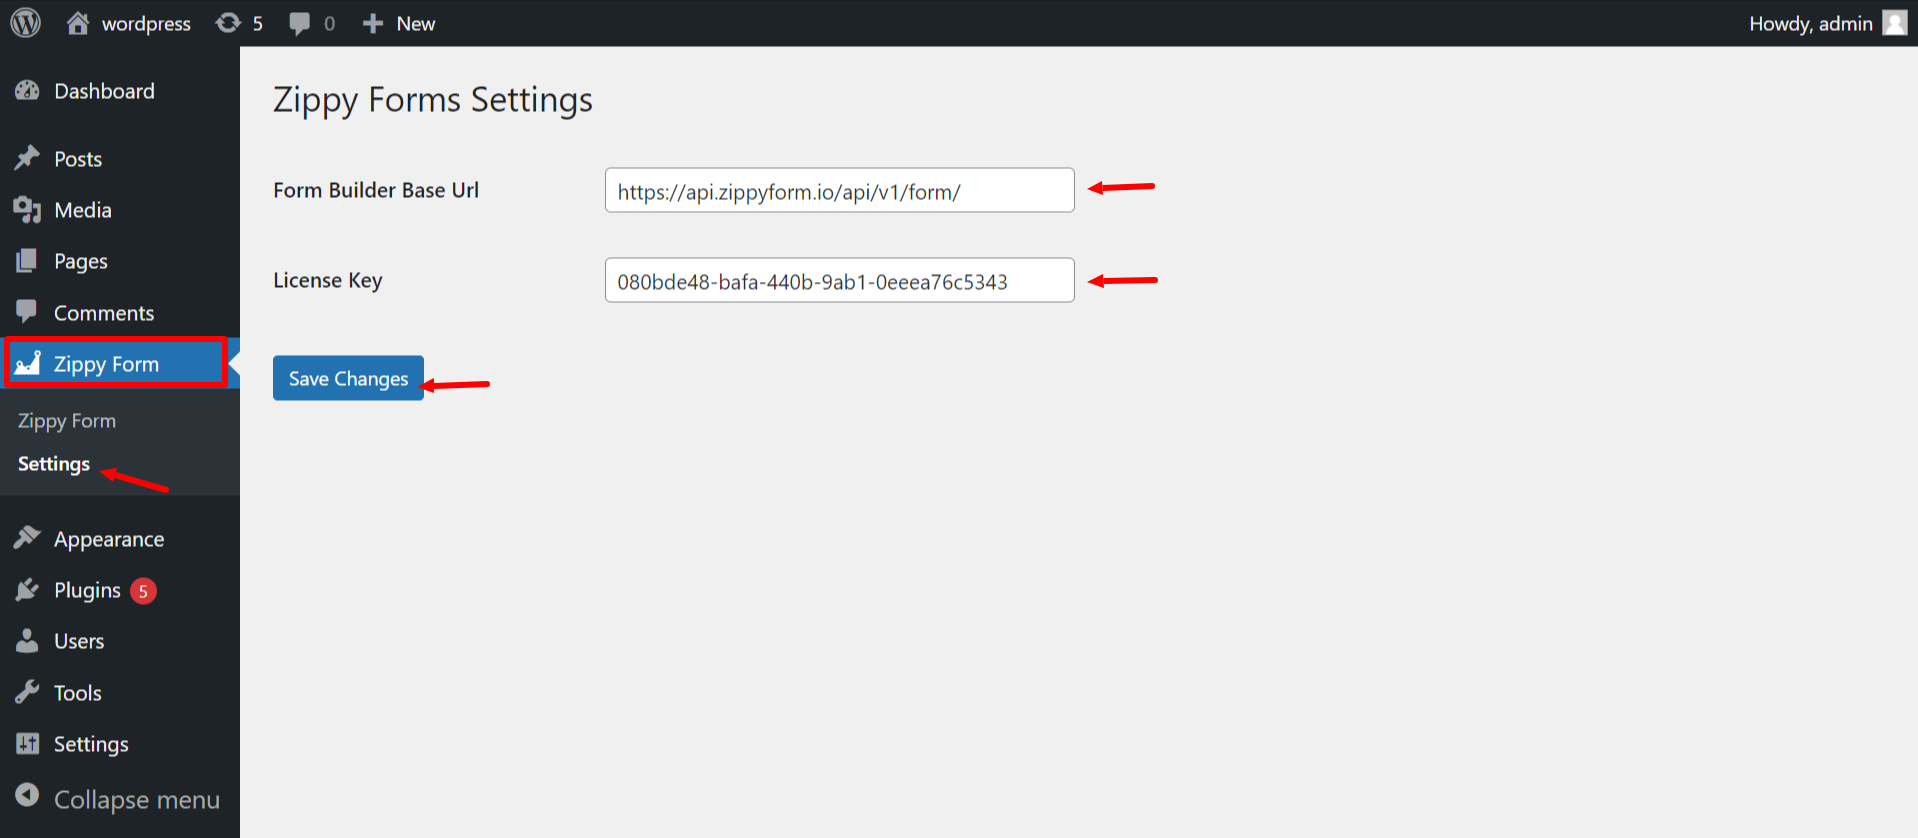 wordpress 5 0 New Howdy, admin
Dashboard
Posts
Media
Pages
Comments
Zippy Form
Zippy Form
Settings
Appearance
Plugins 5
Users
Tools
Settings
Collapse menu
Zippy Forms Settings
Form Builder Base Url https://api.zippyform.io/api/v1/form/
License Key 080bde48-bafa-440b-9ab1-0eeea76c5343
Save Changes